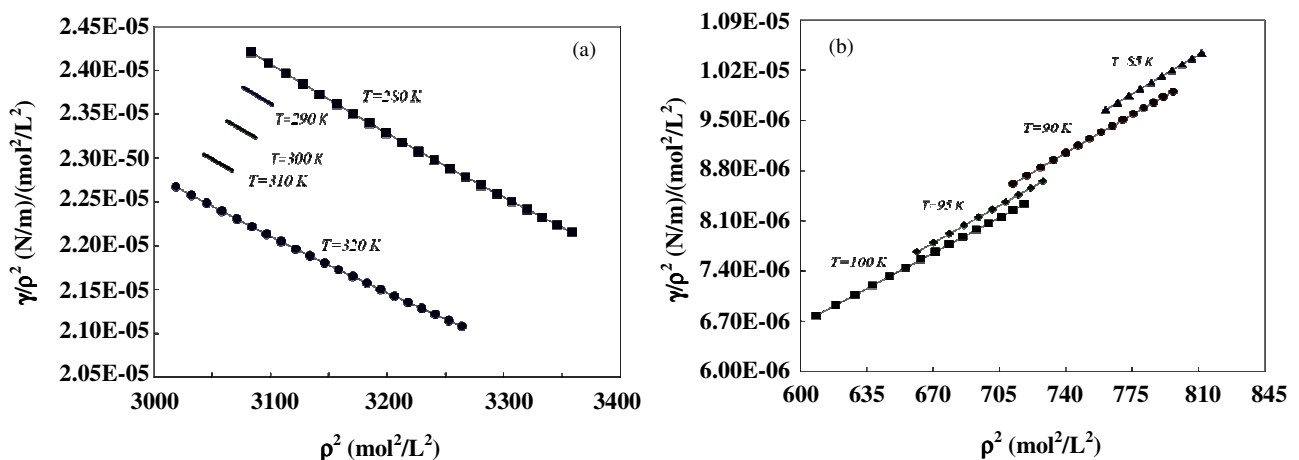 (a)
2.45E-05
2.40E-05
2.35E-05
2.30E-50
2.25E-05
2.20E-05
2.15E-05
2.10E-05
2.05E-05
γ/ρ² (N/m)/(mol²/L²)
T=280 K
T=290 K
T=300 K
T=310 K
T=320 K
3000 3100 3200 3300 3400
ρ² (mol²/L²)
(b)
1.09E-05
1.02E-05
9.50E-06
8.80E-06
8.10E-06
7.40E-06
6.70E-06
6.00E-06
γ/ρ² (N/m)/(mol²/L²)
T=85 K
T=90 K
T=95 K
T=100 K
600 635 670 705 740 775 810 845
ρ² (mol²/L²)